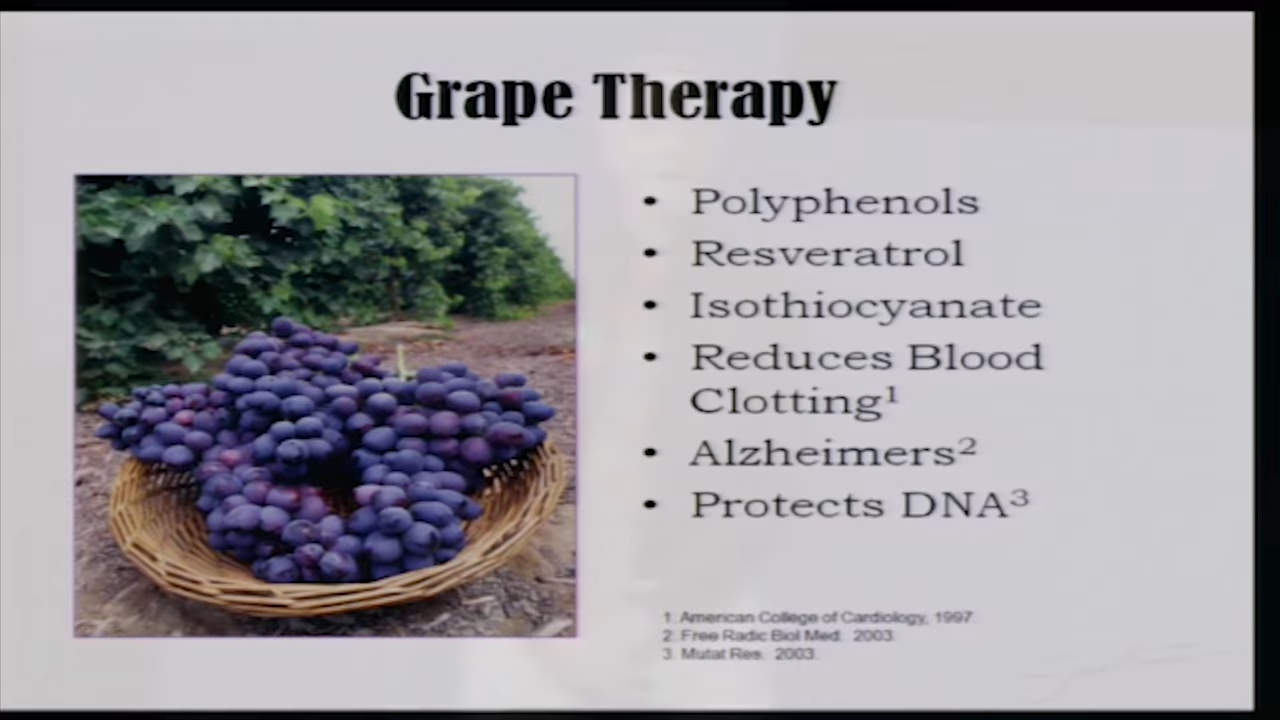 Grape Therapy
• Polyphenols
• Resveratrol
• Isothiocyanate
• Reduces Blood
Clotting¹
• Alzheimers²
• Protects DNA³
1. American College of Cardiology, 1997.
2. Free Radic Biol Med. 2003.
3. Mutat Res. 2003.